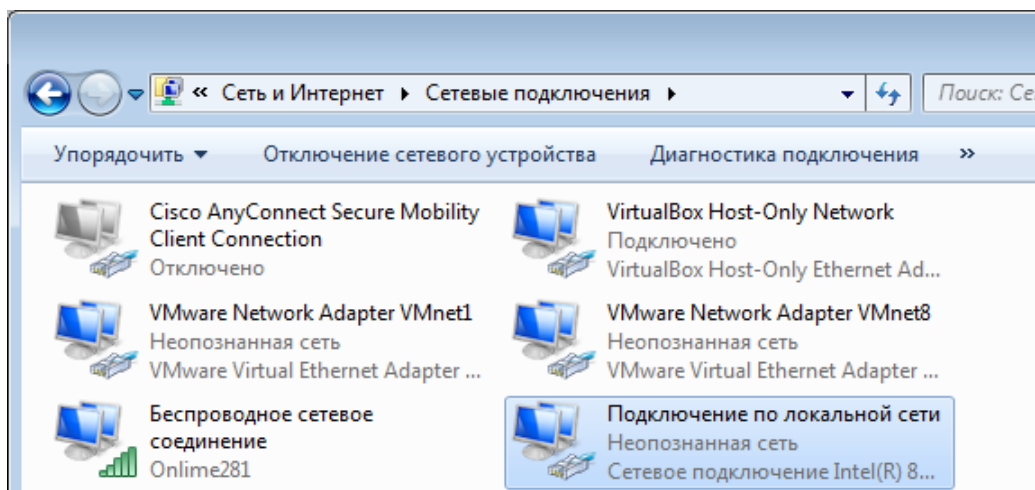 « Сеть и Интернет ▸ Сетевые подключения ▸
Поиск: Се
Упорядочить ▾ Отключение сетевого устройства Диагностика подключения »
Cisco AnyConnect Secure Mobility
Client Connection
Отключено
VirtualBox Host-Only Network
Подключено
VirtualBox Host-Only Ethernet Ad...
VMware Network Adapter VMnet1
Неопознанная сеть
VMware Virtual Ethernet Adapter ...
VMware Network Adapter VMnet8
Неопознанная сеть
VMware Virtual Ethernet Adapter ...
Беспроводное сетевое
соединение
Onlime281
Подключение по локальной сети
Неопознанная сеть
Сетевое подключение Intel(R) 8...